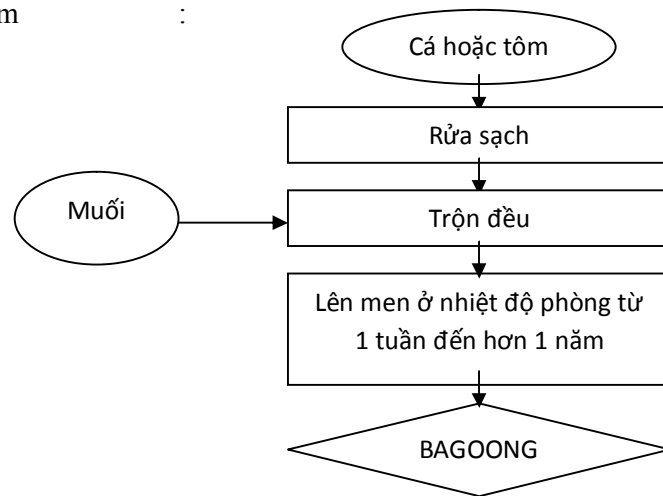 :
Cá hoặc tôm
Rửa sạch
Muối
Trộn đều
Lên men ở nhiệt độ phòng từ
1 tuần đến hơn 1 năm
BAGOONG